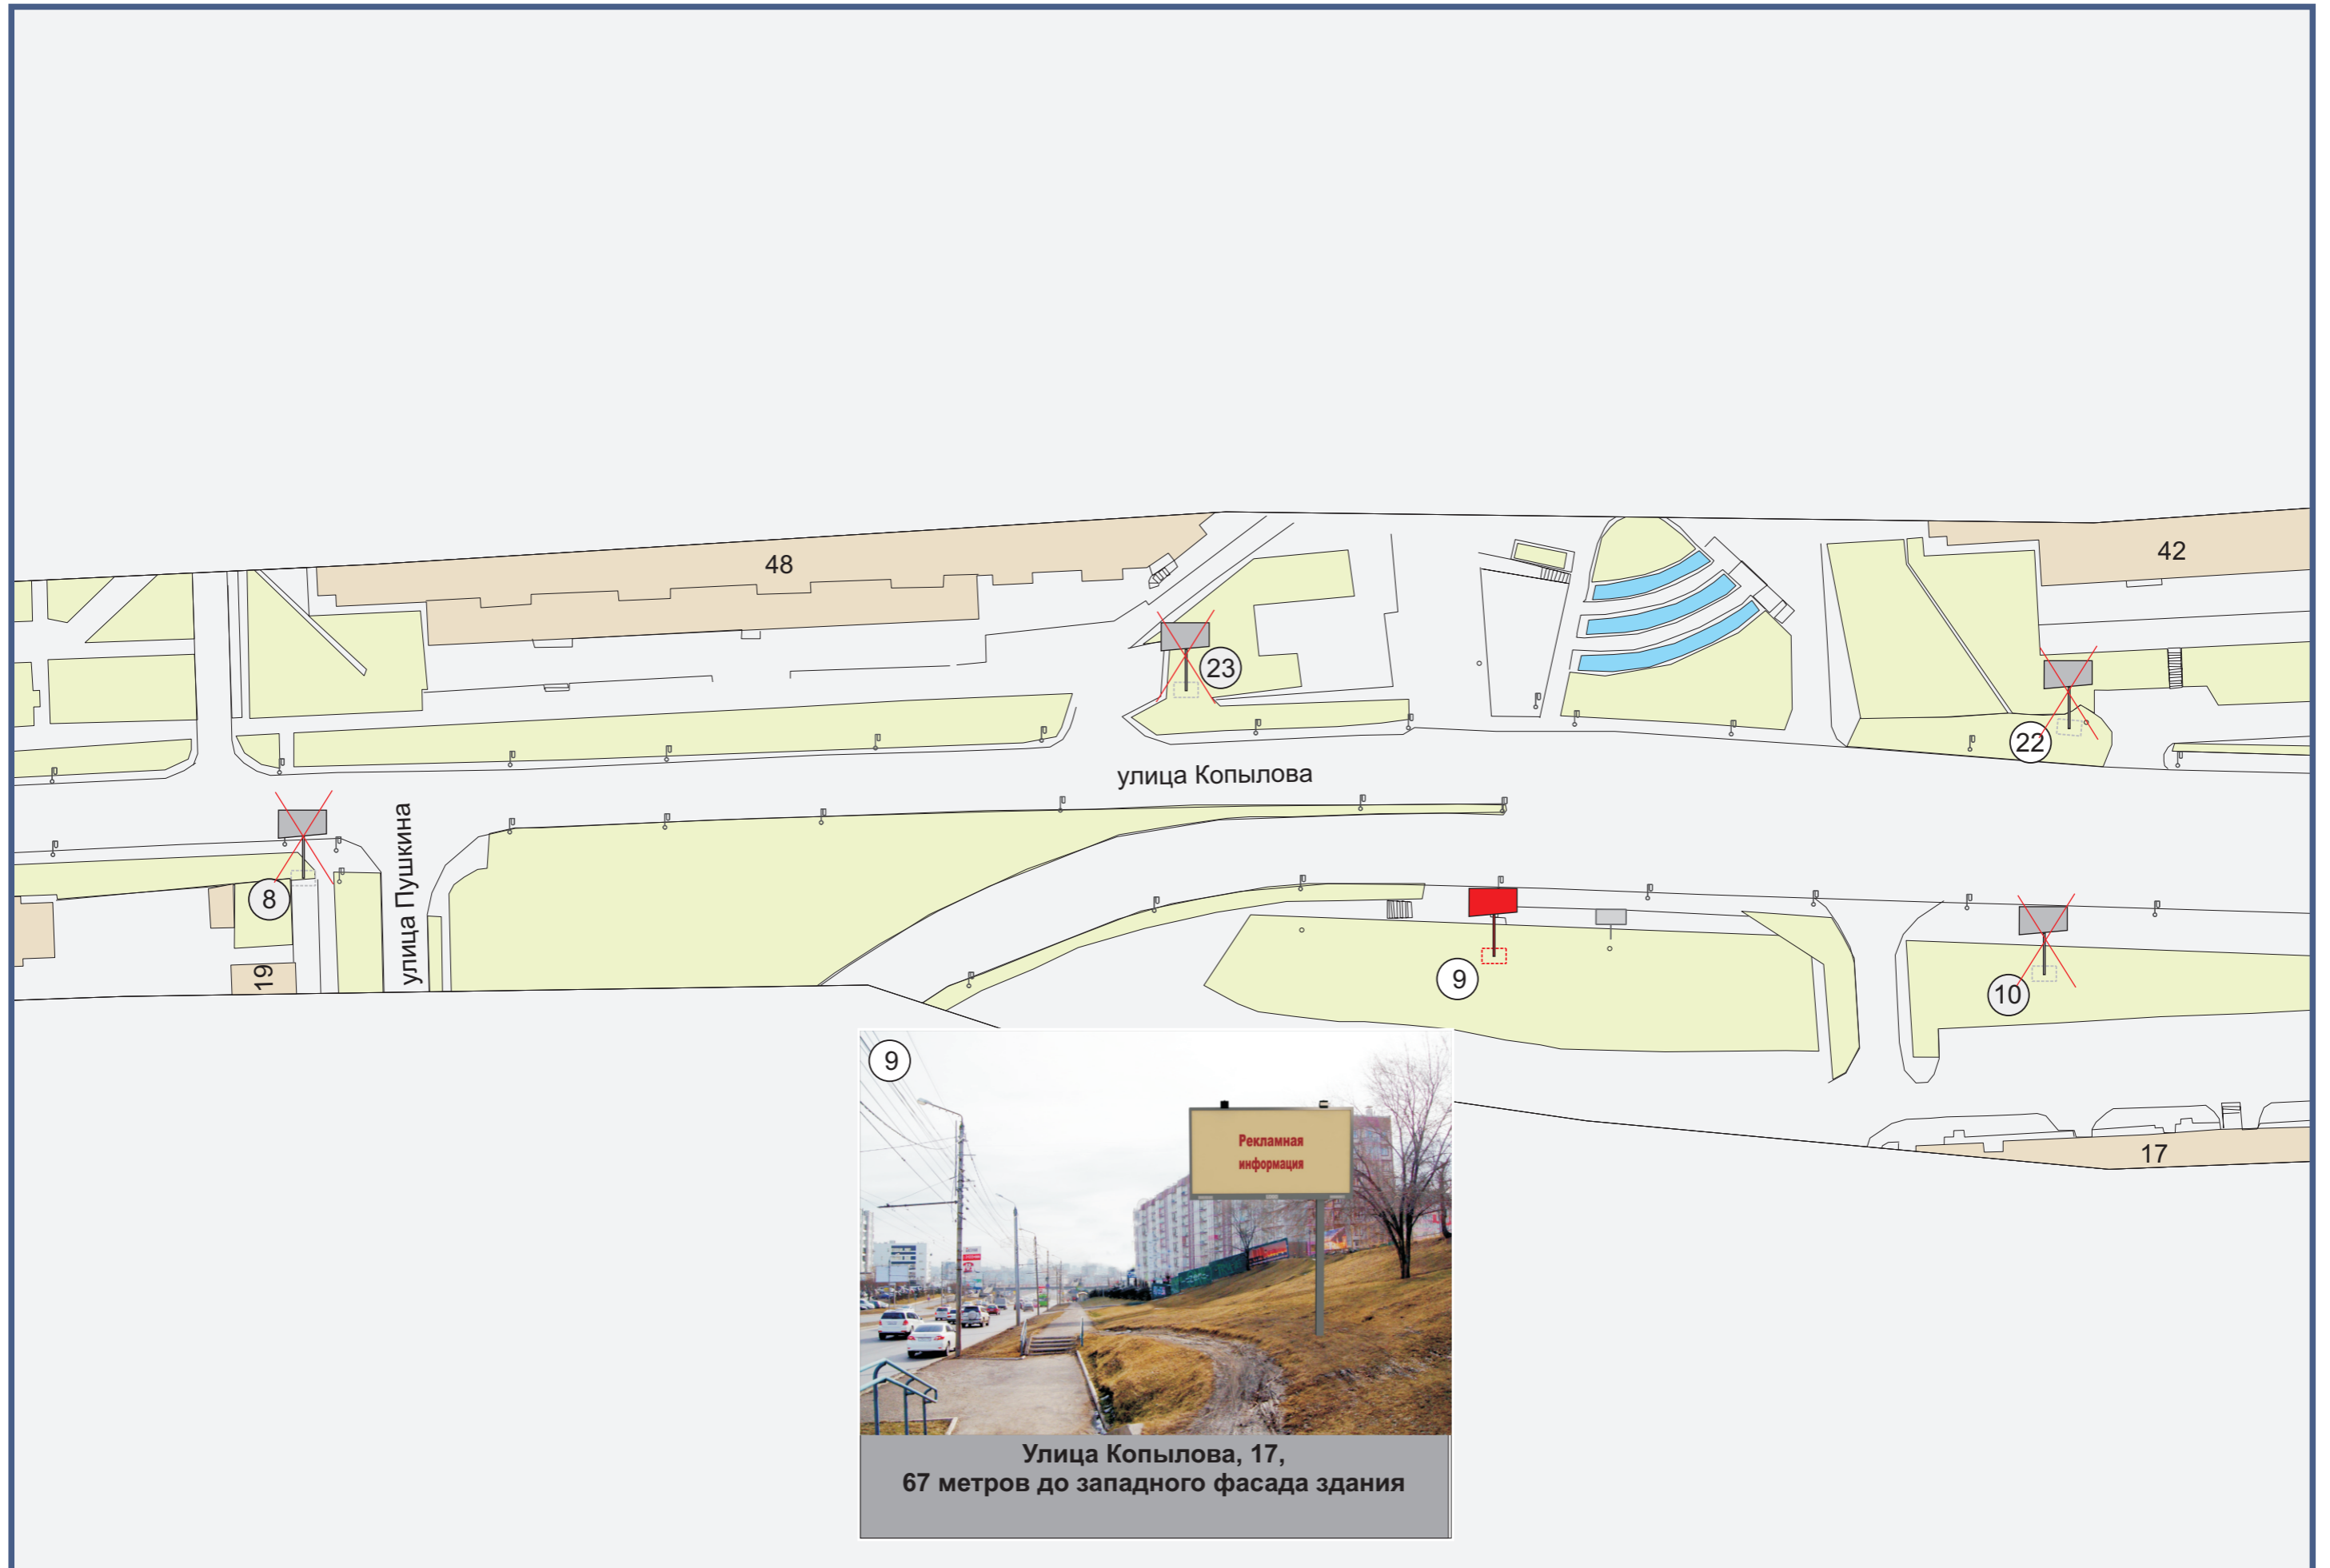 48
42
23
22
улица Копылова
улица Пушкина
8
19
9
10
17
9
Рекламная
информация
Улица Копылова, 17,
67 метров до западного фасада здания